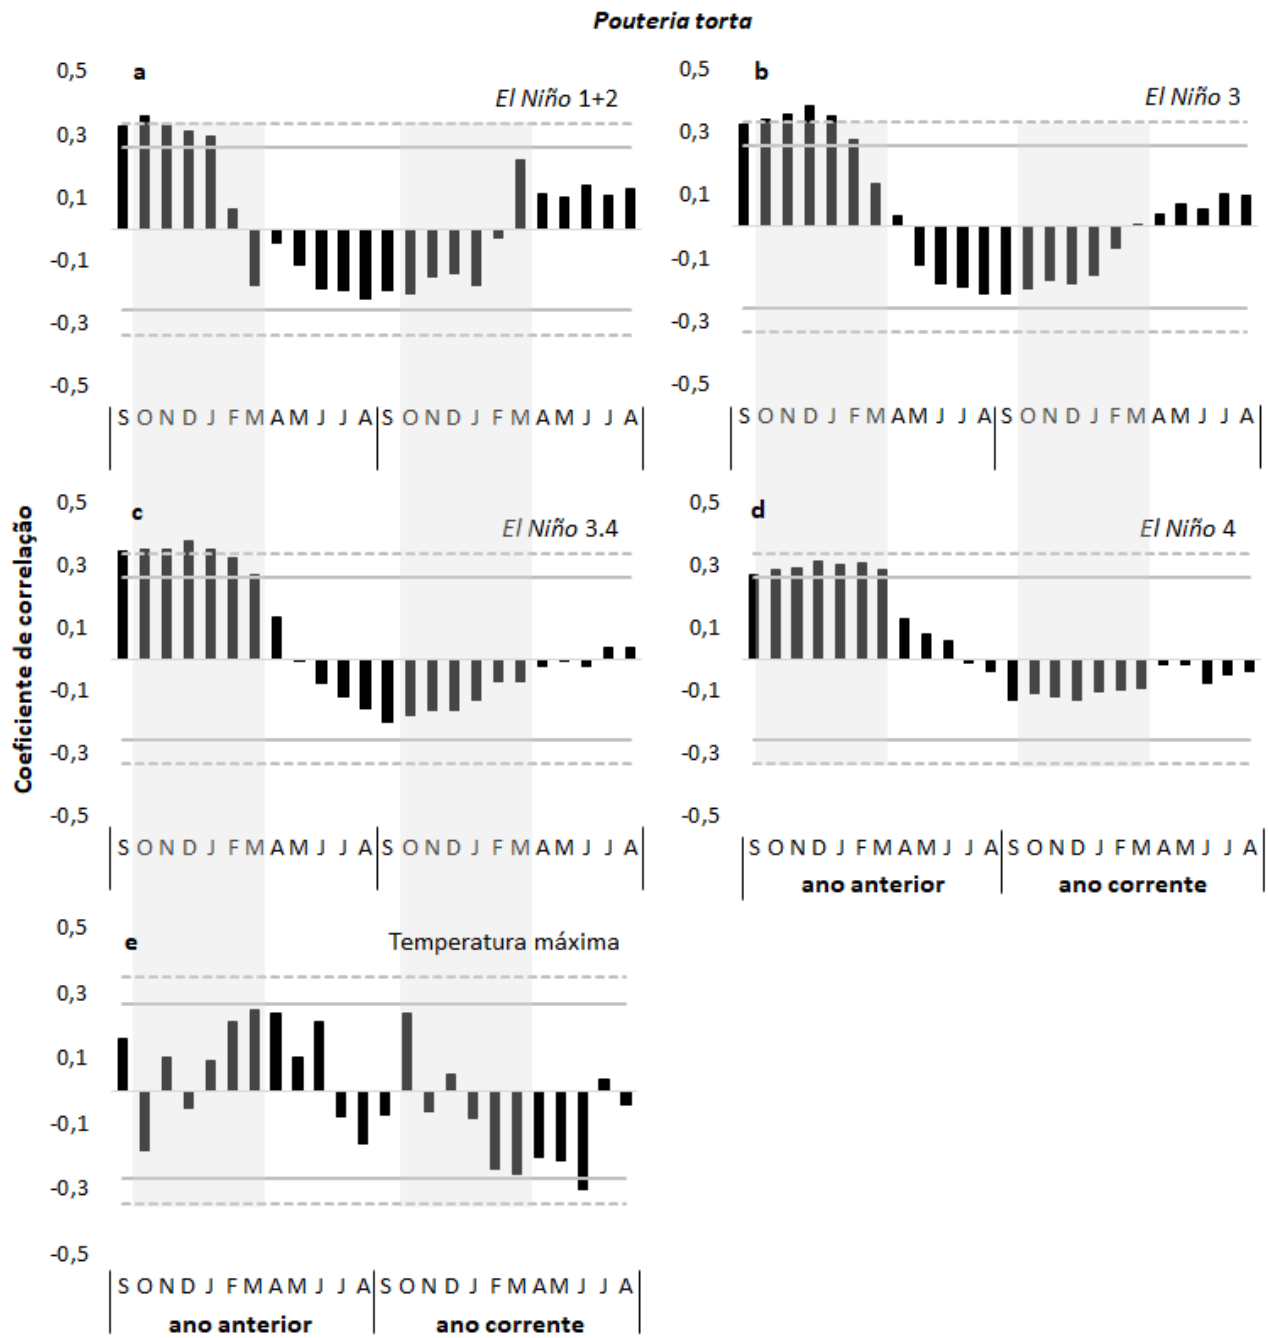 Pouteria torta
a
El Niño 1+2
0,5
0,3
0,1
-0,1
-0,3
-0,5
S O N D J F M A M J J A S O N D J F M A M J J A
b
El Niño 3
0,5
0,3
0,1
-0,1
-0,3
-0,5
S O N D J F M A M J J A S O N D J F M A M J J A
Coeficiente de correlação
c
El Niño 3.4
0,5
0,3
0,1
-0,1
-0,3
-0,5
S O N D J F M A M J J A S O N D J F M A M J J A
d
El Niño 4
0,5
0,3
0,1
-0,1
-0,3
-0,5
S O N D J F M A M J J A S O N D J F M A M J J A
ano anterior ano corrente
e
Temperatura máxima
0,5
0,3
0,1
-0,1
-0,3
-0,5
S O N D J F M A M J J A S O N D J F M A M J J A
ano anterior ano corrente